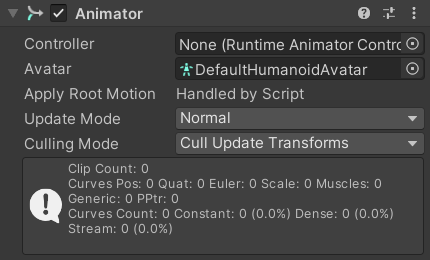 Animator
Controller None (Runtime Animator Contro
Avatar DefaultHumanoidAvatar
Apply Root Motion Handled by Script
Update Mode Normal
Culling Mode Cull Update Transforms
Clip Count: 0
Curves Pos: 0 Quat: 0 Euler: 0 Scale: 0 Muscles: 0
Generic: 0 PPtr: 0
Curves Count: 0 Constant: 0 (0.0%) Dense: 0 (0.0%)
Stream: 0 (0.0%)